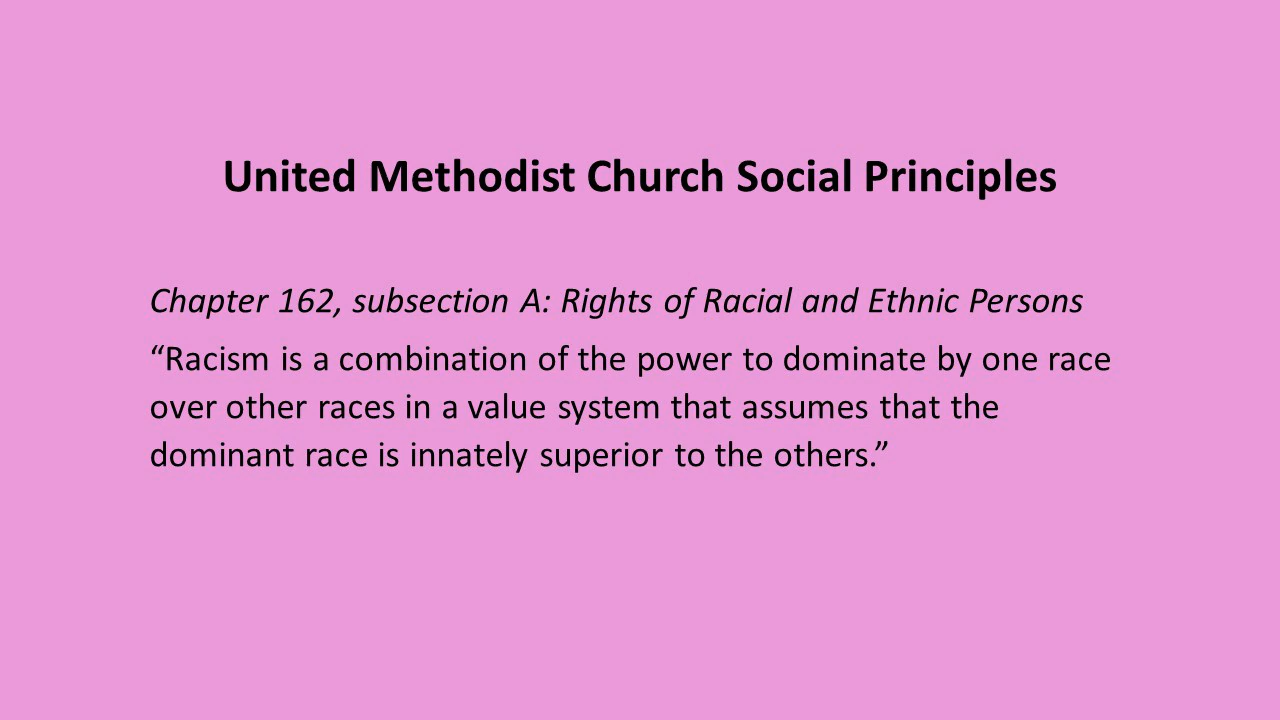 United Methodist Church Social Principles
Chapter 162, subsection A: Rights of Racial and Ethnic Persons
“Racism is a combination of the power to dominate by one race
over other races in a value system that assumes that the
dominant race is innately superior to the others.”